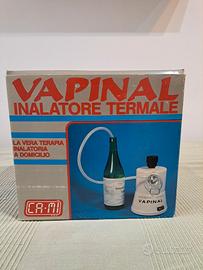 VAPINAL
INALATORE TERMALE
LA VERA TERAPIA
INALATORIA
A DOMICILIO
VAPINAL
CA-MI